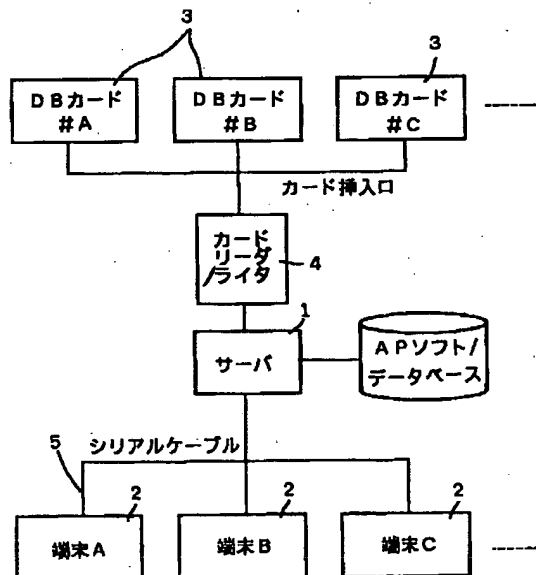 3
3
DBカード
#A
DBカード
#B
DBカード
#C
カード挿入口
カード
リーダ
/ライタ
4
1
サーバ
APソフト/
データベース
シリアルケーブル
5
2
2
2
端末A
端末B
端末C